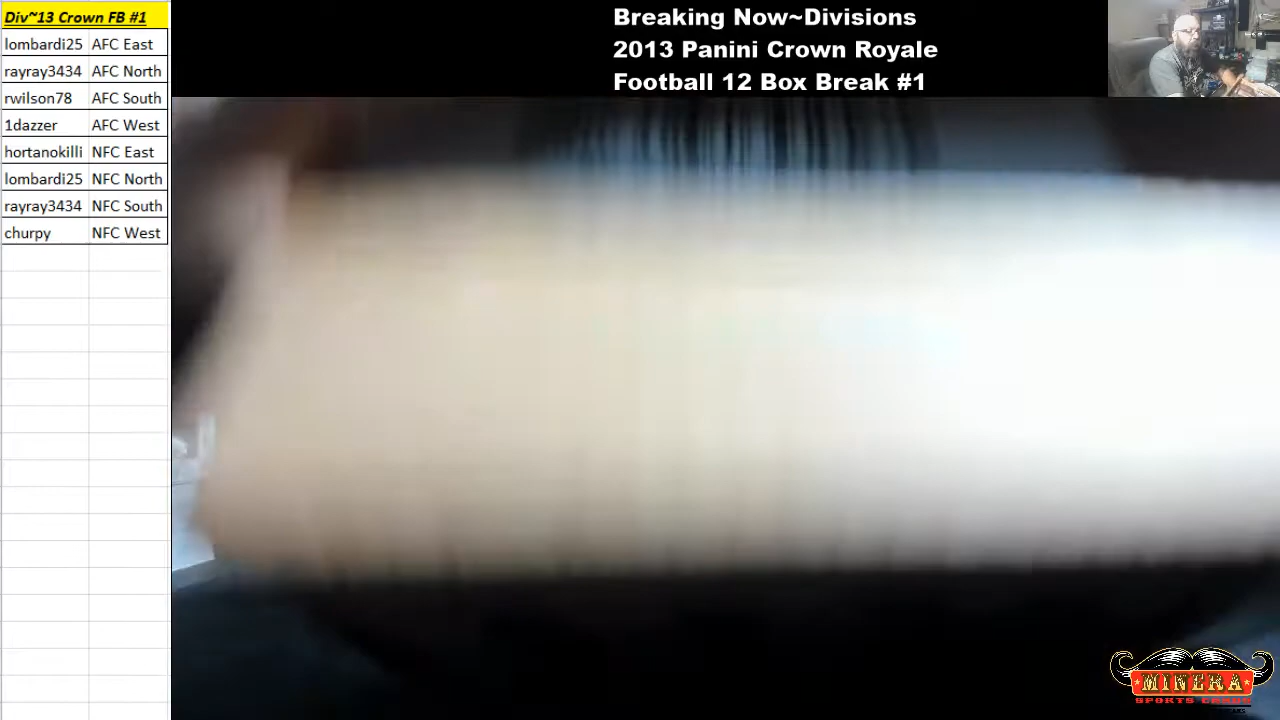 Div~13 Crown FB #1
lombardi25 AFC East
rayray3434 AFC North
rwilson78 AFC South
1dazzer AFC West
hortanokilli NFC East
lombardi25 NFC North
rayray3434 NFC South
churpy NFC West
Breaking Now~Divisions
2013 Panini Crown Royale
Football 12 Box Break #1
MINERA
SPORTS CARDS